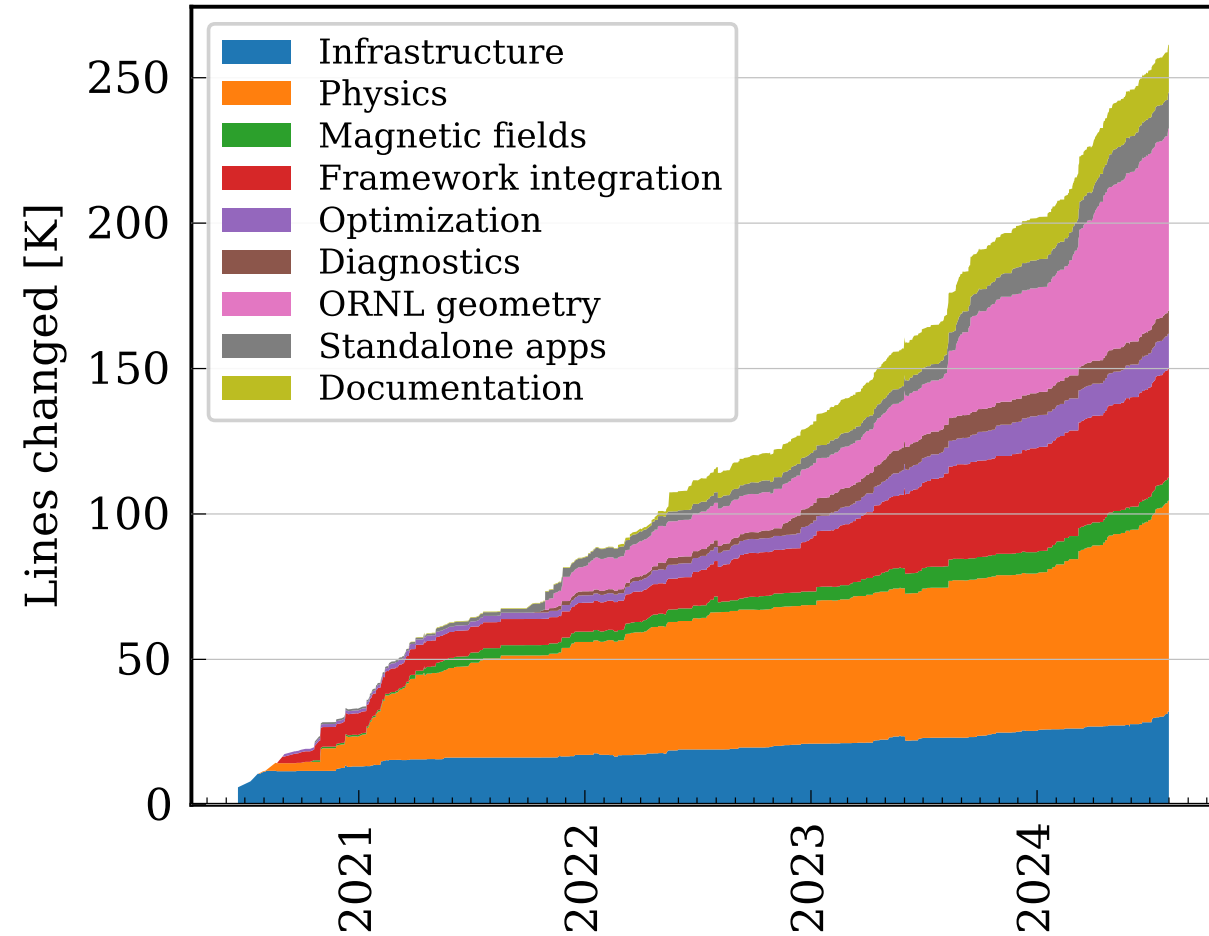 Infrastructure
Physics
Magnetic fields
Framework integration
Optimization
Diagnostics
ORNL geometry
Standalone apps
Documentation
Lines changed [K]
250
200
150
100
50
0
2021
2022
2023
2024